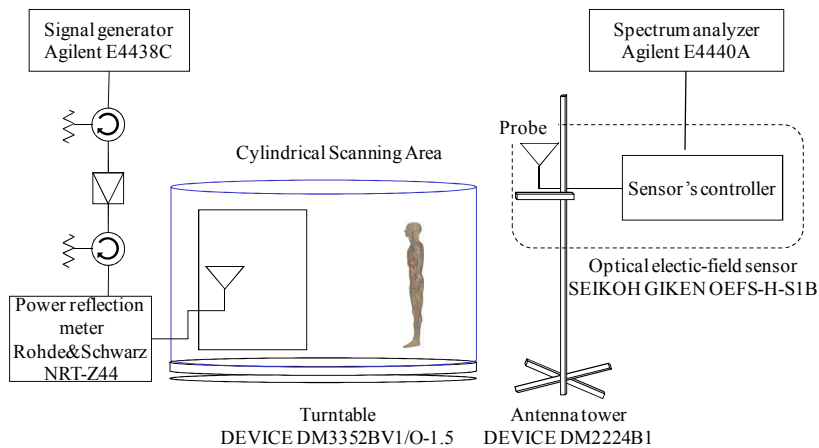 Signal generator
Agilent E4438C
Spectrum analyzer
Agilent E4440A
Probe
Cylindrical Scanning Area
Sensor's controller
Optical electic-field sensor
SEIKOH GIKEN OEFS-H-S1B
Power reflection
meter
Rohde&Schwarz
NRT-Z44
Turntable
DEVICE DM3352BV1/O-1.5
Antenna tower
DEVICE DM2224B1